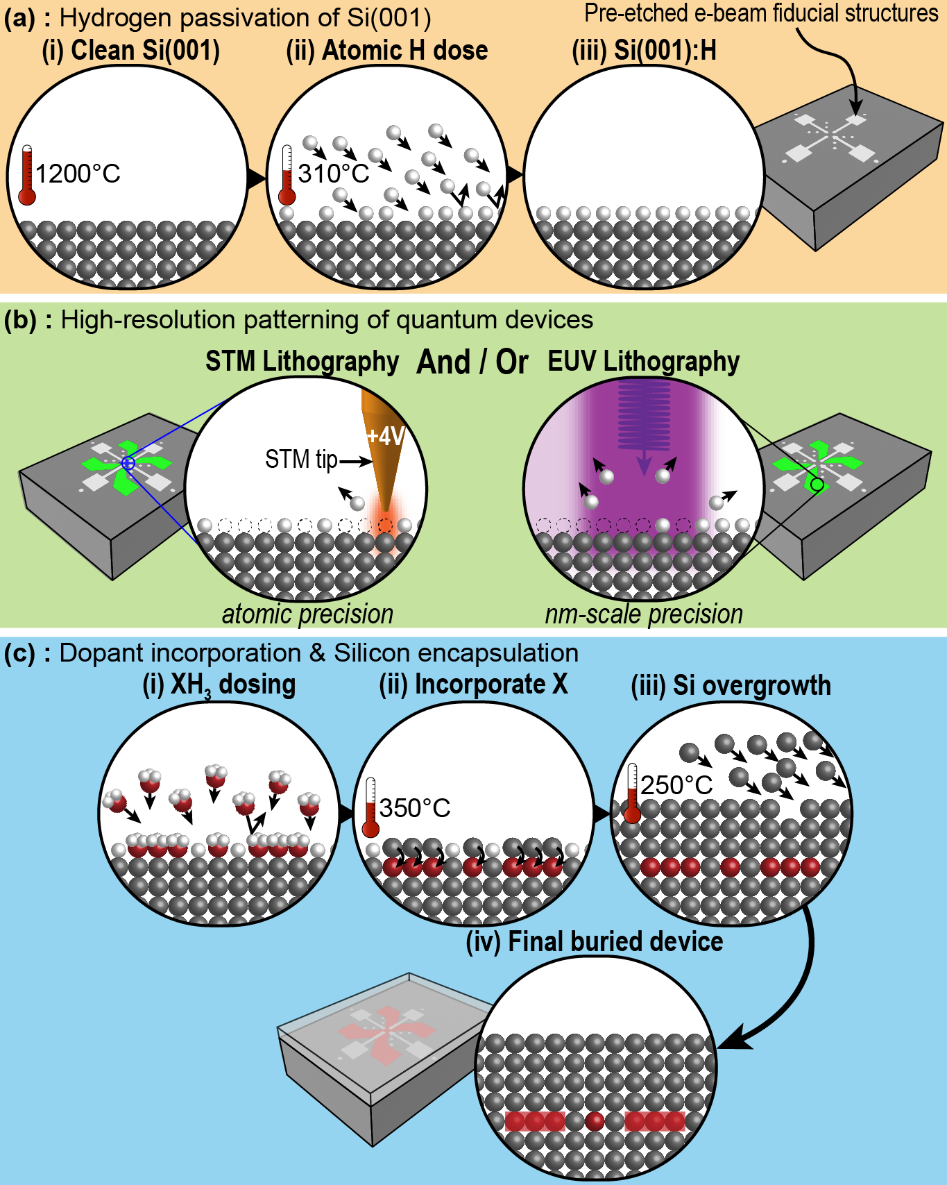 (a) : Hydrogen passivation of Si(001)
Pre-etched e-beam fiducial structures
(i) Clean Si(001)
(ii) Atomic H dose
(iii) Si(001):H
1200°C
310°C
(b) : High-resolution patterning of quantum devices
STM Lithography
And / Or
EUV Lithography
+4V
STM tip
atomic precision
nm-scale precision
(c) : Dopant incorporation & Silicon encapsulation
(i) XH₃ dosing
(ii) Incorporate X
(iii) Si overgrowth
350°C
250°C
(iv) Final buried device